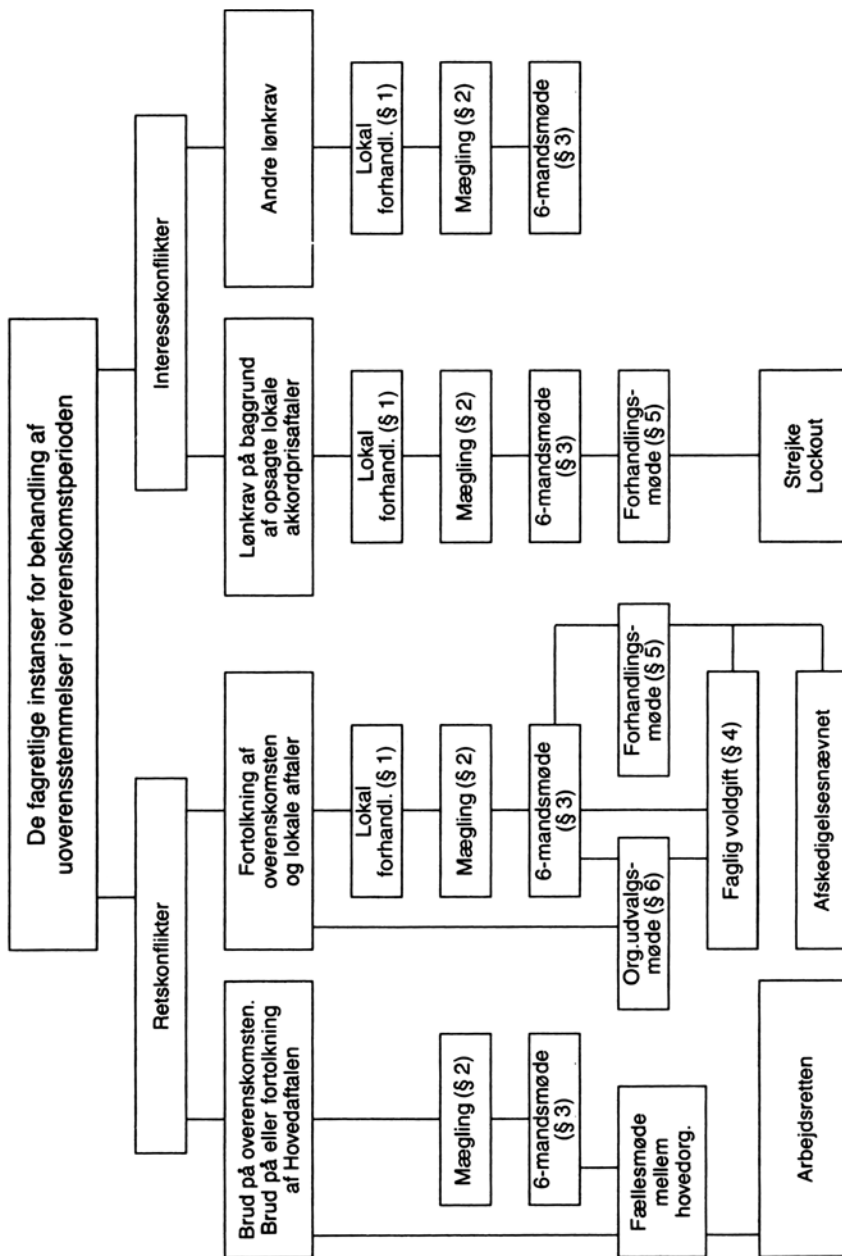 De fagretlige instanser for behandling af
uoverensstemmelser i overenskomstperioden
Retskonflikter
Interessekonflikter
Brud på overenskomsten.
Brud på eller fortolkning
af Hovedaftalen
Fortolkning af
overenskomsten
og lokale aftaler
Lønkrav på baggrund
af opsagte lokale
akkordprisaftaler
Andre lønkrav
Lokal
forhandl. (§ 1)
Lokal
forhandl. (§ 1)
Lokal
forhandl. (§ 1)
Mægling (§ 2)
Mægling (§ 2)
Mægling (§ 2)
Mægling (§ 2)
6-mandsmøde
(§ 3)
6-mandsmøde
(§ 3)
6-mandsmøde
(§ 3)
6-mandsmøde
(§ 3)
Fællesmøde
mellem
hovedorg.
Org.udvalgs-
møde (§ 6)
Forhandlings-
møde (§ 5)
Forhandlings-
møde (§ 5)
Faglig voldgift (§ 4)
Arbejdsretten
Afskedigelsesnævnet
Strejke
Lockout